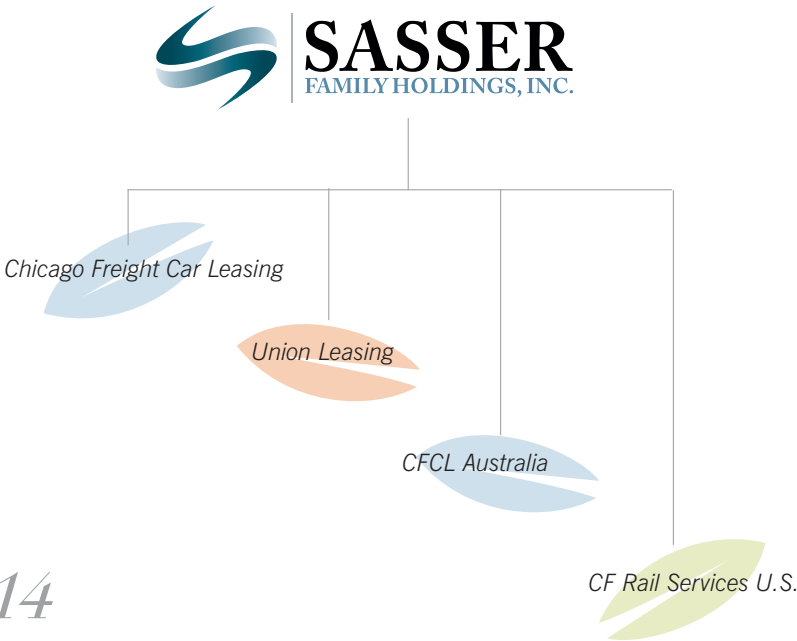 SASSER
FAMILY HOLDINGS, INC.
Chicago Freight Car Leasing
Union Leasing
CFCL Australia
CF Rail Services U.S.
14